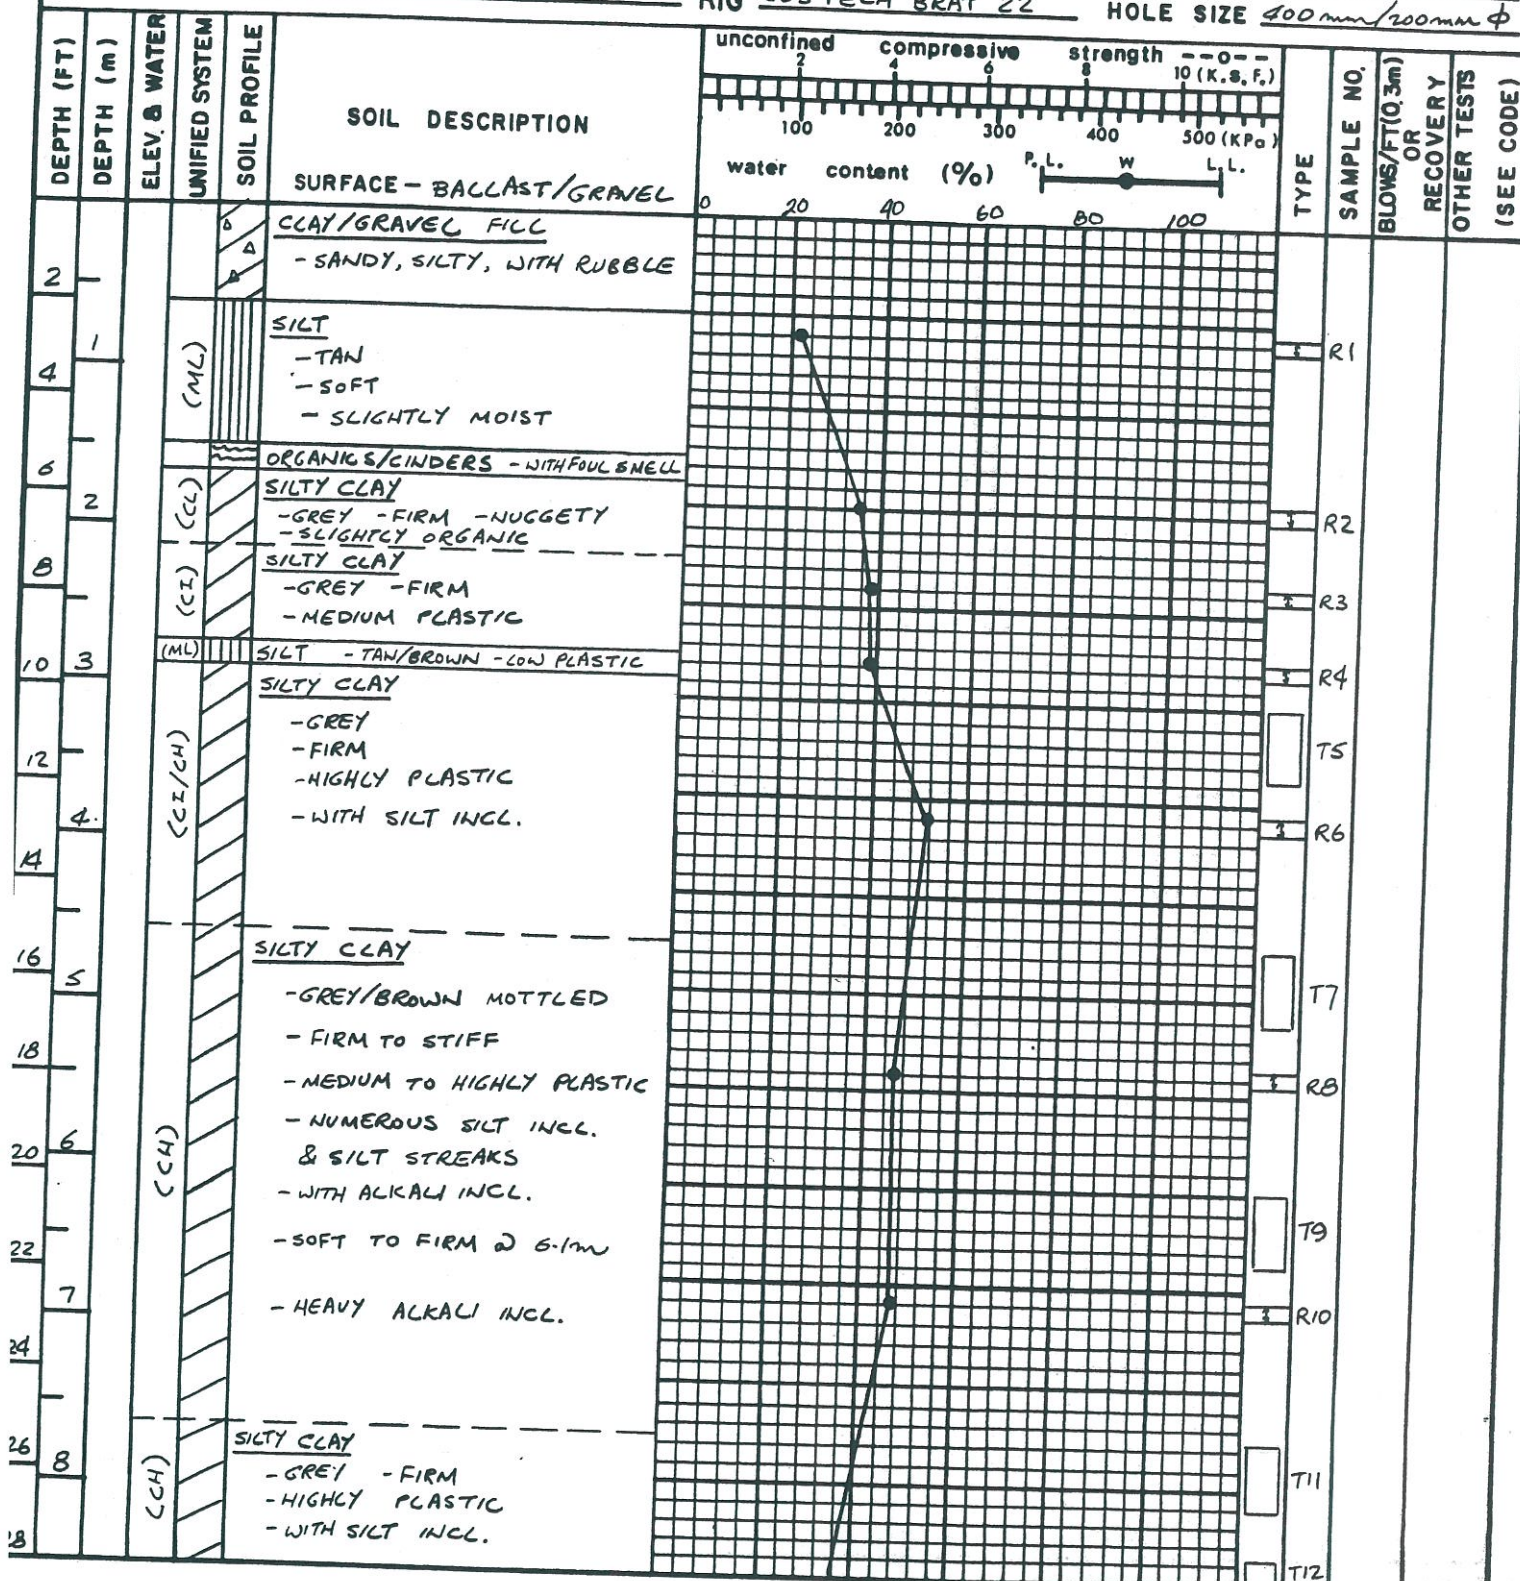 HOLE SIZE 400mm/200mm ϕ
DEPTH (FT)
DEPTH (m)
ELEV. & WATER
UNIFIED SYSTEM
SOIL PROFILE
SOIL DESCRIPTION
SURFACE - BALLAST/GRAVEL
unconfined compressive strength --o--
2 4 6 8 10 (K.S.F.)
100 200 300 400 500 (KPa)
water content (%) P.L. W L.L.
0 20 40 60 80 100
TYPE
SAMPLE NO.
BLOWS/FT(0.3m)
OR
RECOVERY
OTHER TESTS
(SEE CODE)
CLAY/GRAVEL FILL
- SANDY, SILTY, WITH RUBBLE
2
(ML)
SILT
1
R1
- TAN
4
- SOFT
- SLIGHTLY MOIST
6
ORGANICS/CINDERS - WITH FOUL SMELL
(CL)
SILTY CLAY
2
- GREY - FIRM - NUGGETY
R2
- SLIGHTLY ORGANIC
8
(CI)
SILTY CLAY
- GREY - FIRM
R3
- MEDIUM PLASTIC
10 3
(ML)
SILT - TAN/BROWN - LOW PLASTIC
R4
(CI/CH)
SILTY CLAY
- GREY
T5
- FIRM
12
- HIGHLY PLASTIC
4.
- WITH SILT INCL.
R6
14
16
(CH)
SILTY CLAY
5
- GREY/BROWN MOTTLED
T7
- FIRM TO STIFF
18
- MEDIUM TO HIGHLY PLASTIC
R8
- NUMEROUS SILT INCL.
20 6
& SILT STREAKS
- WITH ALKALI INCL.
T9
22
- SOFT TO FIRM @ 6.1m
7
- HEAVY ALKALI INCL.
R10
24
26
(CH)
SILTY CLAY
8
- GREY - FIRM
T11
- HIGHLY PLASTIC
- WITH SILT INCL.
T12